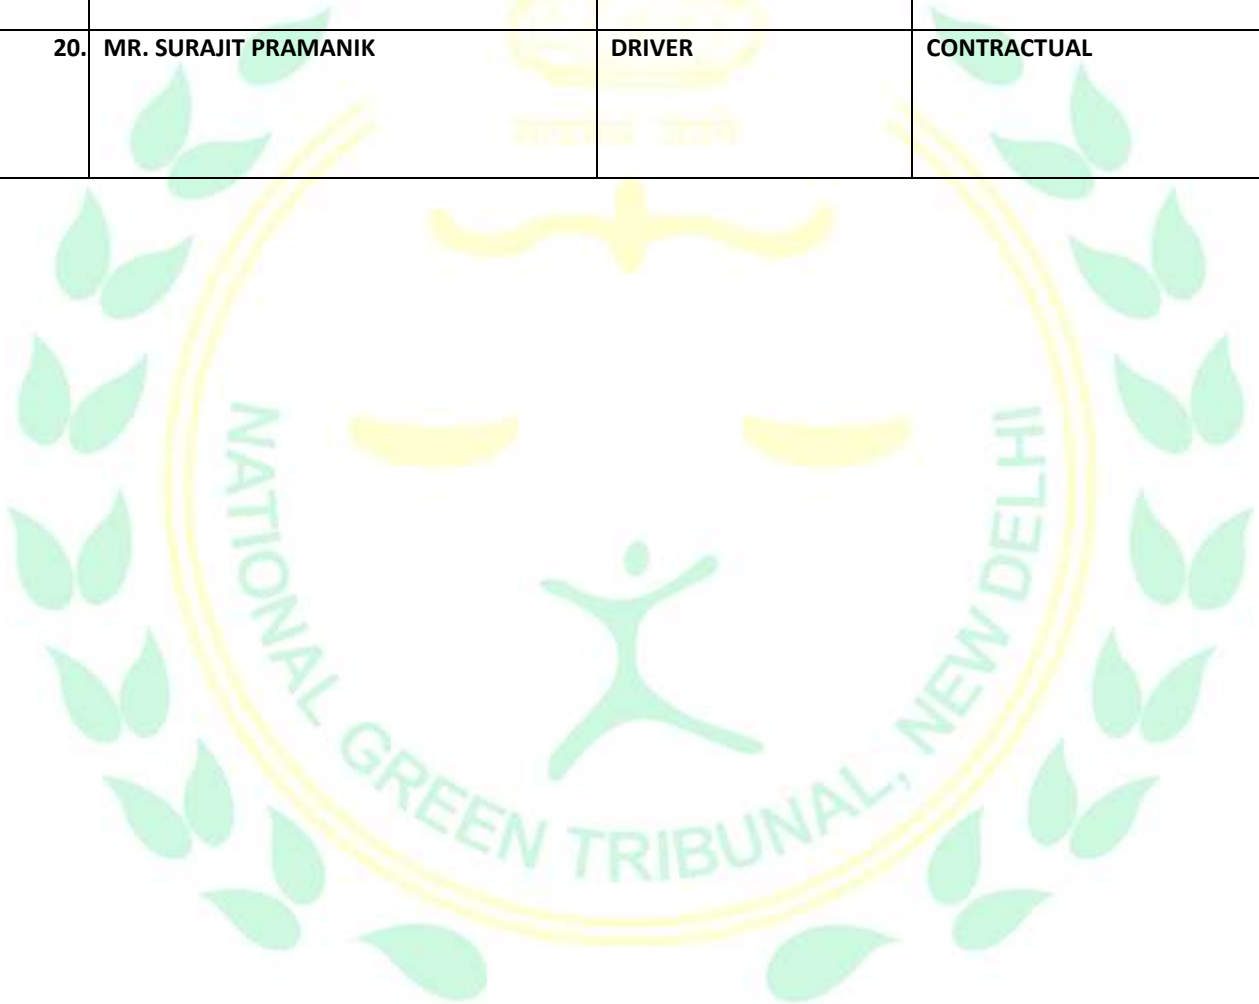 20. MR. SURAJIT PRAMANIK DRIVER CONTRACTUAL
NATIONAL GREEN TRIBUNAL, NEW DELHI